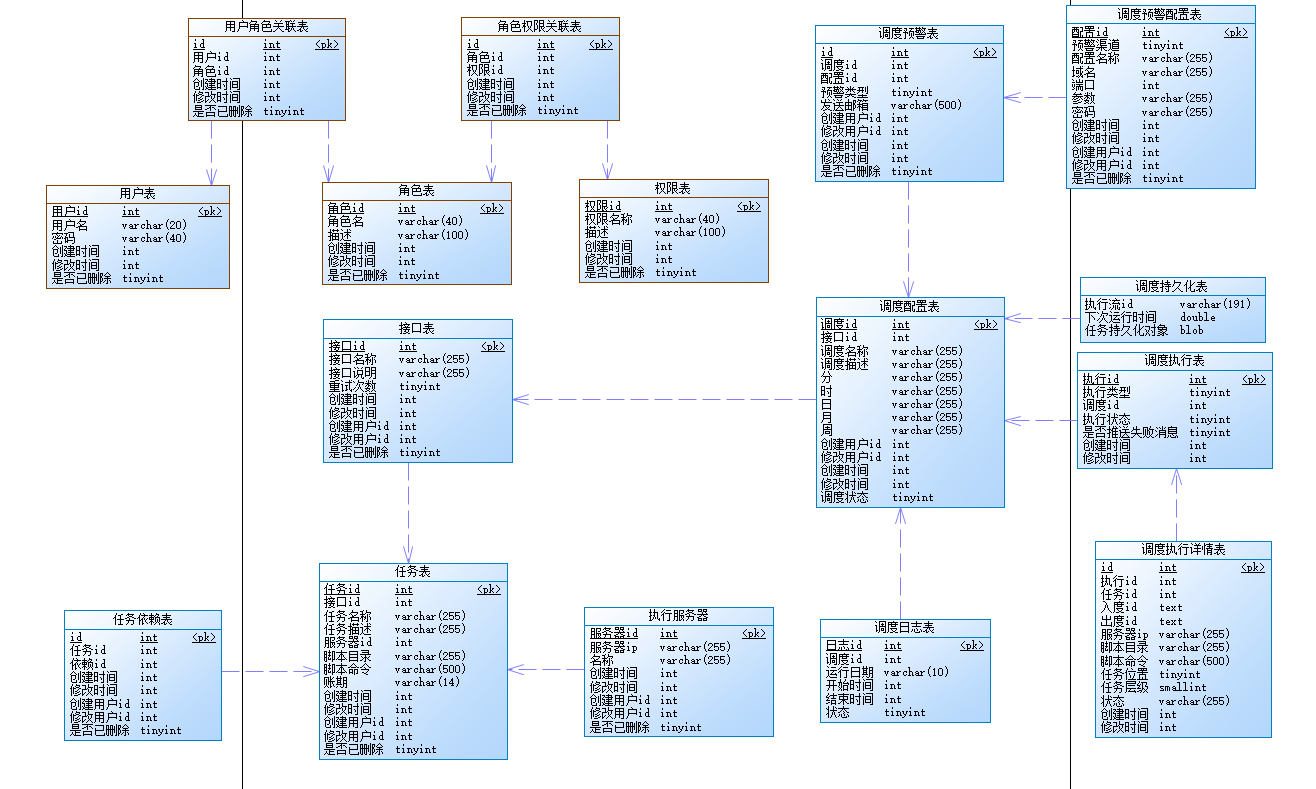 用户角色关联表
id int <pk>
用户id int
角色id int
创建时间 int
修改时间 int
是否已删除 tinyint
角色权限关联表
id int <pk>
角色id int
权限id int
创建时间 int
修改时间 int
是否已删除 tinyint
调度预警表
id int <pk>
调度id int
配置id int
预警类型 tinyint
发送邮箱 varchar(500)
创建用户id int
修改用户id int
创建时间 int
修改时间 int
是否已删除 tinyint
调度预警配置表
配置id int <pk>
预警渠道 tinyint
配置名称 varchar(255)
域名 varchar(255)
端口 int
参数 varchar(255)
密码 varchar(255)
创建时间 int
修改时间 int
创建用户id int
修改用户id int
是否已删除 tinyint
用户表
用户id int <pk>
用户名 varchar(20)
密码 varchar(40)
创建时间 int
修改时间 int
是否已删除 tinyint
角色表
角色id int <pk>
角色名 varchar(40)
描述 varchar(100)
创建时间 int
修改时间 int
是否已删除 tinyint
权限表
权限id int <pk>
权限名称 varchar(40)
描述 varchar(100)
创建时间 int
修改时间 int
是否已删除 tinyint
接口表
接口id int <pk>
接口名称 varchar(255)
接口说明 varchar(255)
重试次数 tinyint
创建时间 int
修改时间 int
创建用户id int
修改用户id int
是否已删除 tinyint
调度配置表
调度id int <pk>
接口id int
调度名称 varchar(255)
调度描述 varchar(255)
分 varchar(255)
时 varchar(255)
日 varchar(255)
月 varchar(255)
周 varchar(255)
创建用户id int
修改用户id int
创建时间 int
修改时间 int
调度状态 tinyint
调度持久化表
执行流id varchar(191)
下次运行时间 double
任务持久化对象 blob
调度执行表
执行id int <pk>
执行类型 tinyint
调度id int
执行状态 tinyint
是否推送失败消息 tinyint
创建时间 int
修改时间 int
任务依赖表
id int <pk>
任务id int
依赖id int
创建时间 int
修改时间 int
创建用户id int
修改用户id int
是否已删除 tinyint
任务表
任务id int <pk>
接口id int
任务名称 varchar(255)
任务描述 varchar(255)
服务器id int
脚本目录 varchar(255)
脚本命令 varchar(500)
账期 varchar(14)
创建时间 int
修改时间 int
创建用户id int
修改用户id int
是否已删除 tinyint
执行服务器
服务器id int <pk>
服务器ip varchar(255)
名称 varchar(255)
创建时间 int
修改时间 int
创建用户id int
修改用户id int
是否已删除 tinyint
调度日志表
日志id int <pk>
调度id int
运行日期 varchar(10)
开始时间 int
结束时间 int
状态 tinyint
调度执行详情表
id int <pk>
执行id int
任务id int
入度id text
出度id text
服务器ip varchar(255)
脚本目录 varchar(255)
脚本命令 varchar(500)
任务位置 tinyint
任务层级 smallint
状态 varchar(255)
创建时间 int
修改时间 int